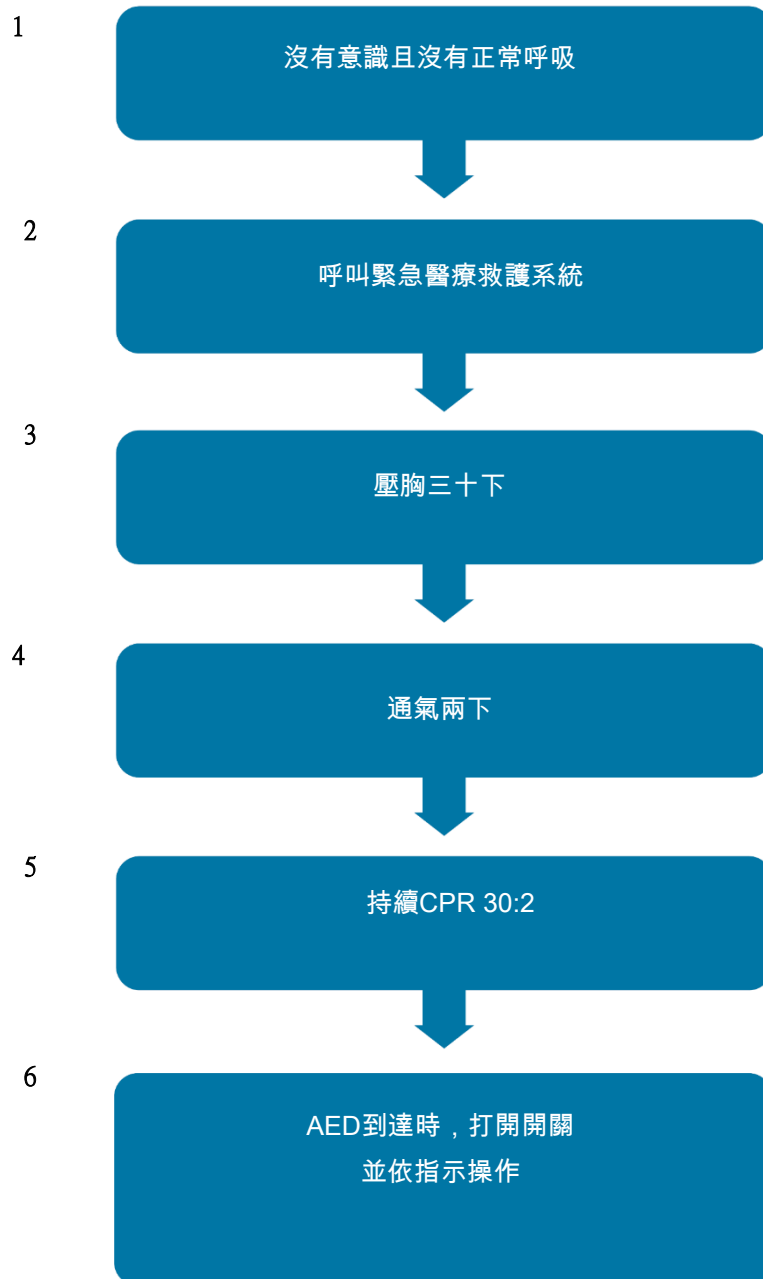 1
沒有意識且沒有正常呼吸
2
呼叫緊急醫療救護系統
3
壓胸三十下
4
通氣兩下
5
持續CPR 30:2
6
AED到達時，打開開關
並依指示操作